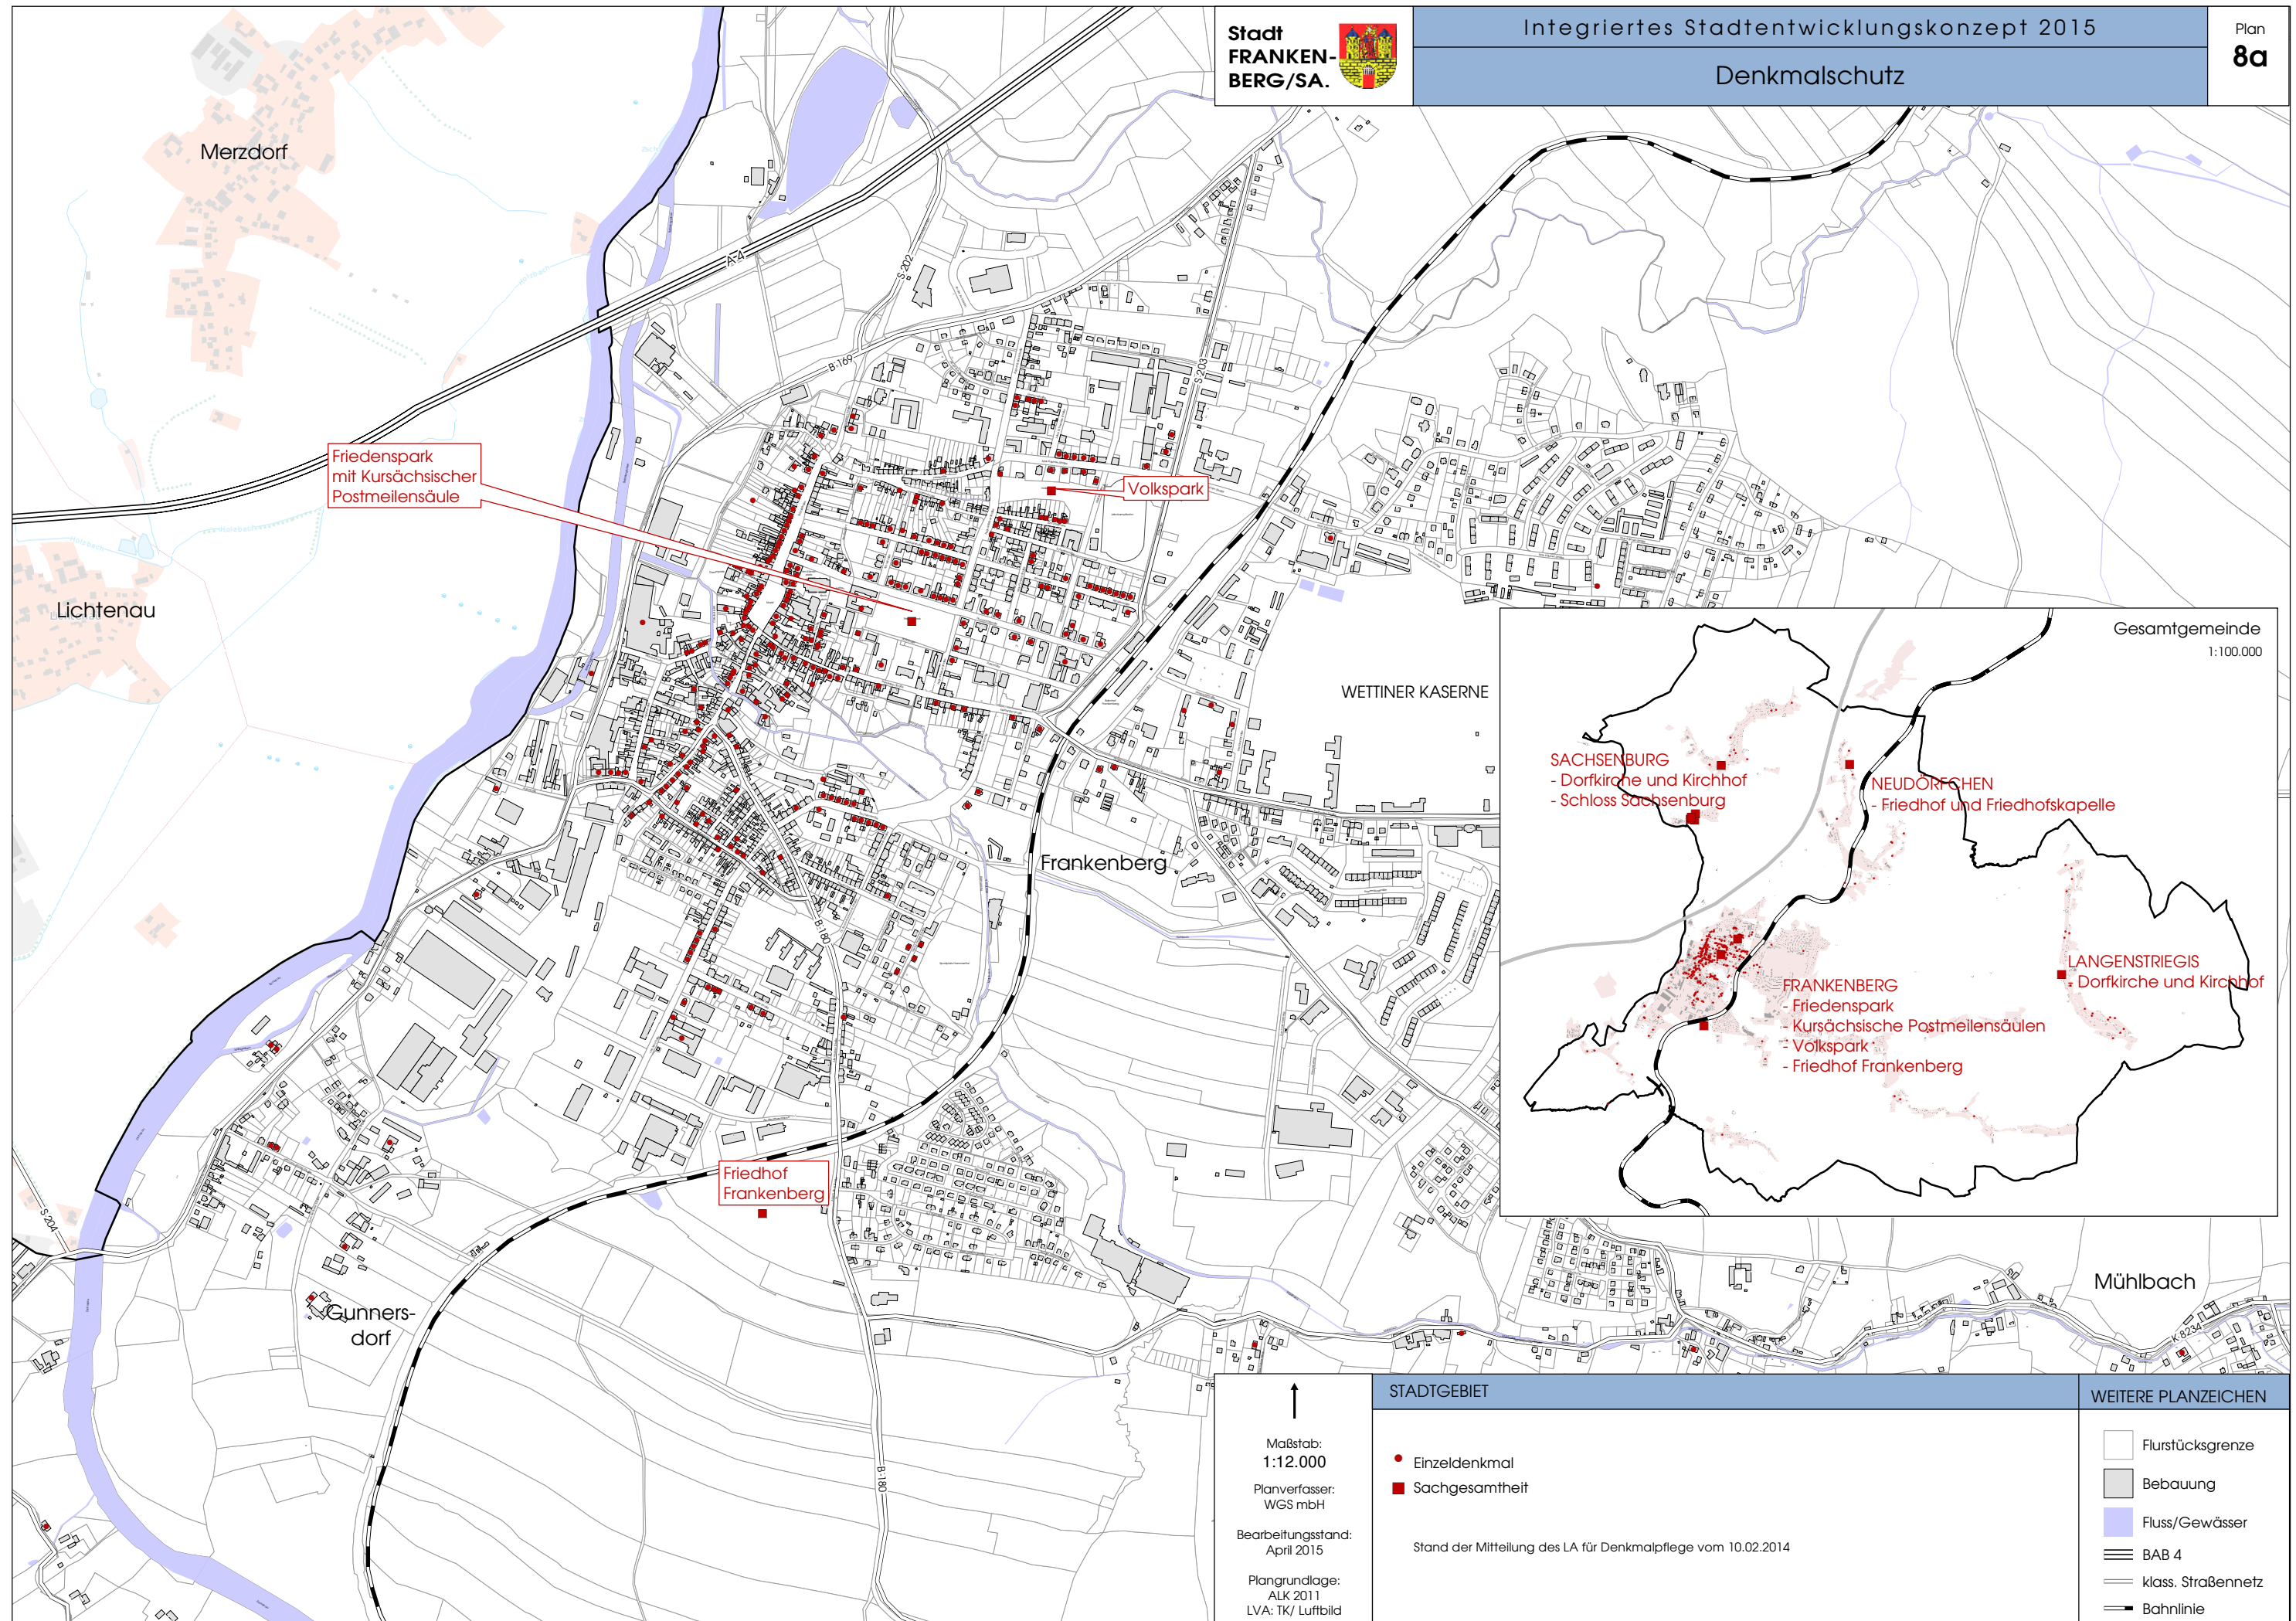 Stadt
FRANKEN-
BERG/SA.
Integriertes Stadtentwicklungskonzept 2015
Denkmalschutz
Plan
8a
Merzdorf
A 4
S 202
B 169
S 203
Friedenspark
mit Kursächsischer
Postmeilensäule
Volkspark
Lichtenau
WETTINER KASERNE
Frankenberg
B 180
Friedhof
Frankenberg
S 204
Gunners-
dorf
B 180
Mühlbach
K 8234
Gesamtgemeinde
1:100.000
SACHSENBURG
- Dorfkirche und Kirchhof
- Schloss Sachsenburg
NEUDÖRFCHEN
- Friedhof und Friedhofskapelle
LANGENSTRIEGIS
- Dorfkirche und Kirchhof
FRANKENBERG
- Friedenspark
- Kursächsische Postmeilensäulen
- Volkspark
- Friedhof Frankenberg
Maßstab:
1:12.000
Planverfasser:
WGS mbH
Bearbeitungsstand:
April 2015
Plangrundlage:
ALK 2011
LVA: TK/ Luftbild
STADTGEBIET
Einzeldenkmal
Sachgesamtheit
Stand der Mitteilung des LA für Denkmalpflege vom 10.02.2014
WEITERE PLANZEICHEN
Flurstücksgrenze
Bebauung
Fluss/Gewässer
BAB 4
klass. Straßennetz
Bahnlinie